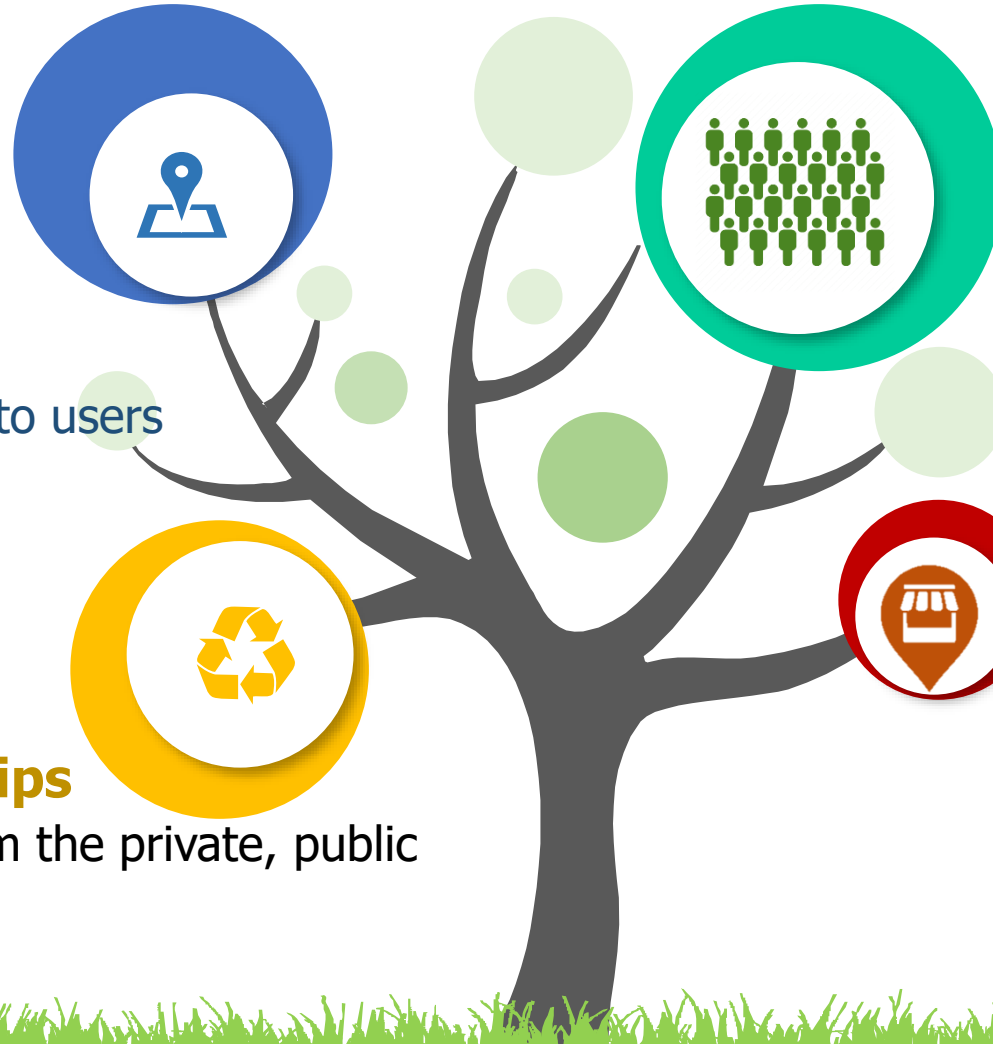 to users
ips
m the private, public